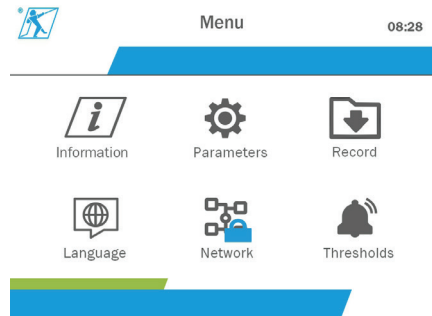 Menu
08:28
Information
Parameters
Record
Language
Network
Thresholds